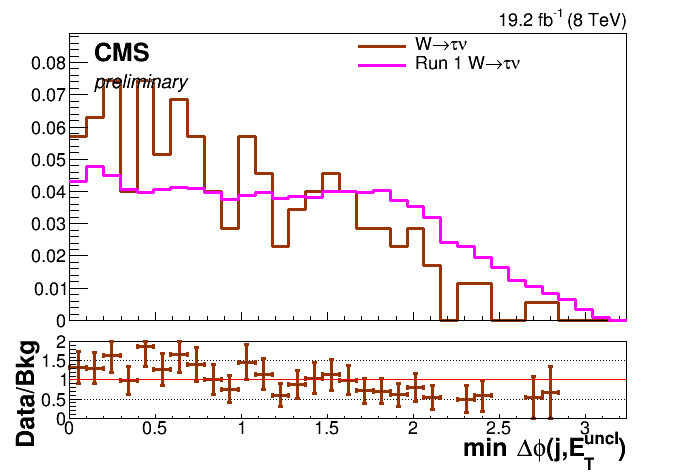 19.2 fb⁻¹ (8 TeV)
CMS
preliminary
W→τν
Run 1 W→τν
0.08
0.07
0.06
0.05
0.04
0.03
0.02
0.01
0
Data/Bkg
2
1.5
1
0.5
0
0 0.5 1 1.5 2 2.5 3
min Δϕ(j,E_T^uncl)